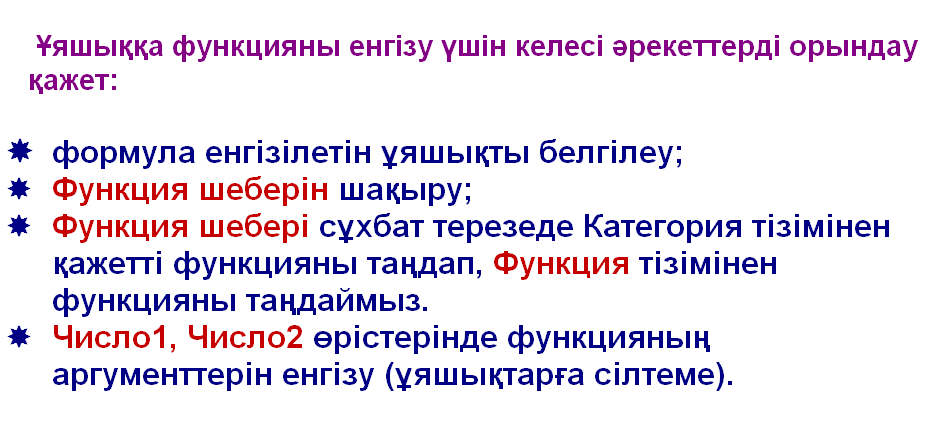 Ұяшыққа функцияны енгізу үшін келесі әрекеттерді орындау
қажет:
формула енгізілетін ұяшықты белгілеу;
Функция шеберін шақыру;
Функция шебері сұхбат терезеде Категория тізімінен
қажетті функцияны таңдап, Функция тізімінен
функцияны таңдаймыз.
Число1, Число2 өрістерінде функцияның
аргументтерін енгізу (ұяшықтарға сілтеме).